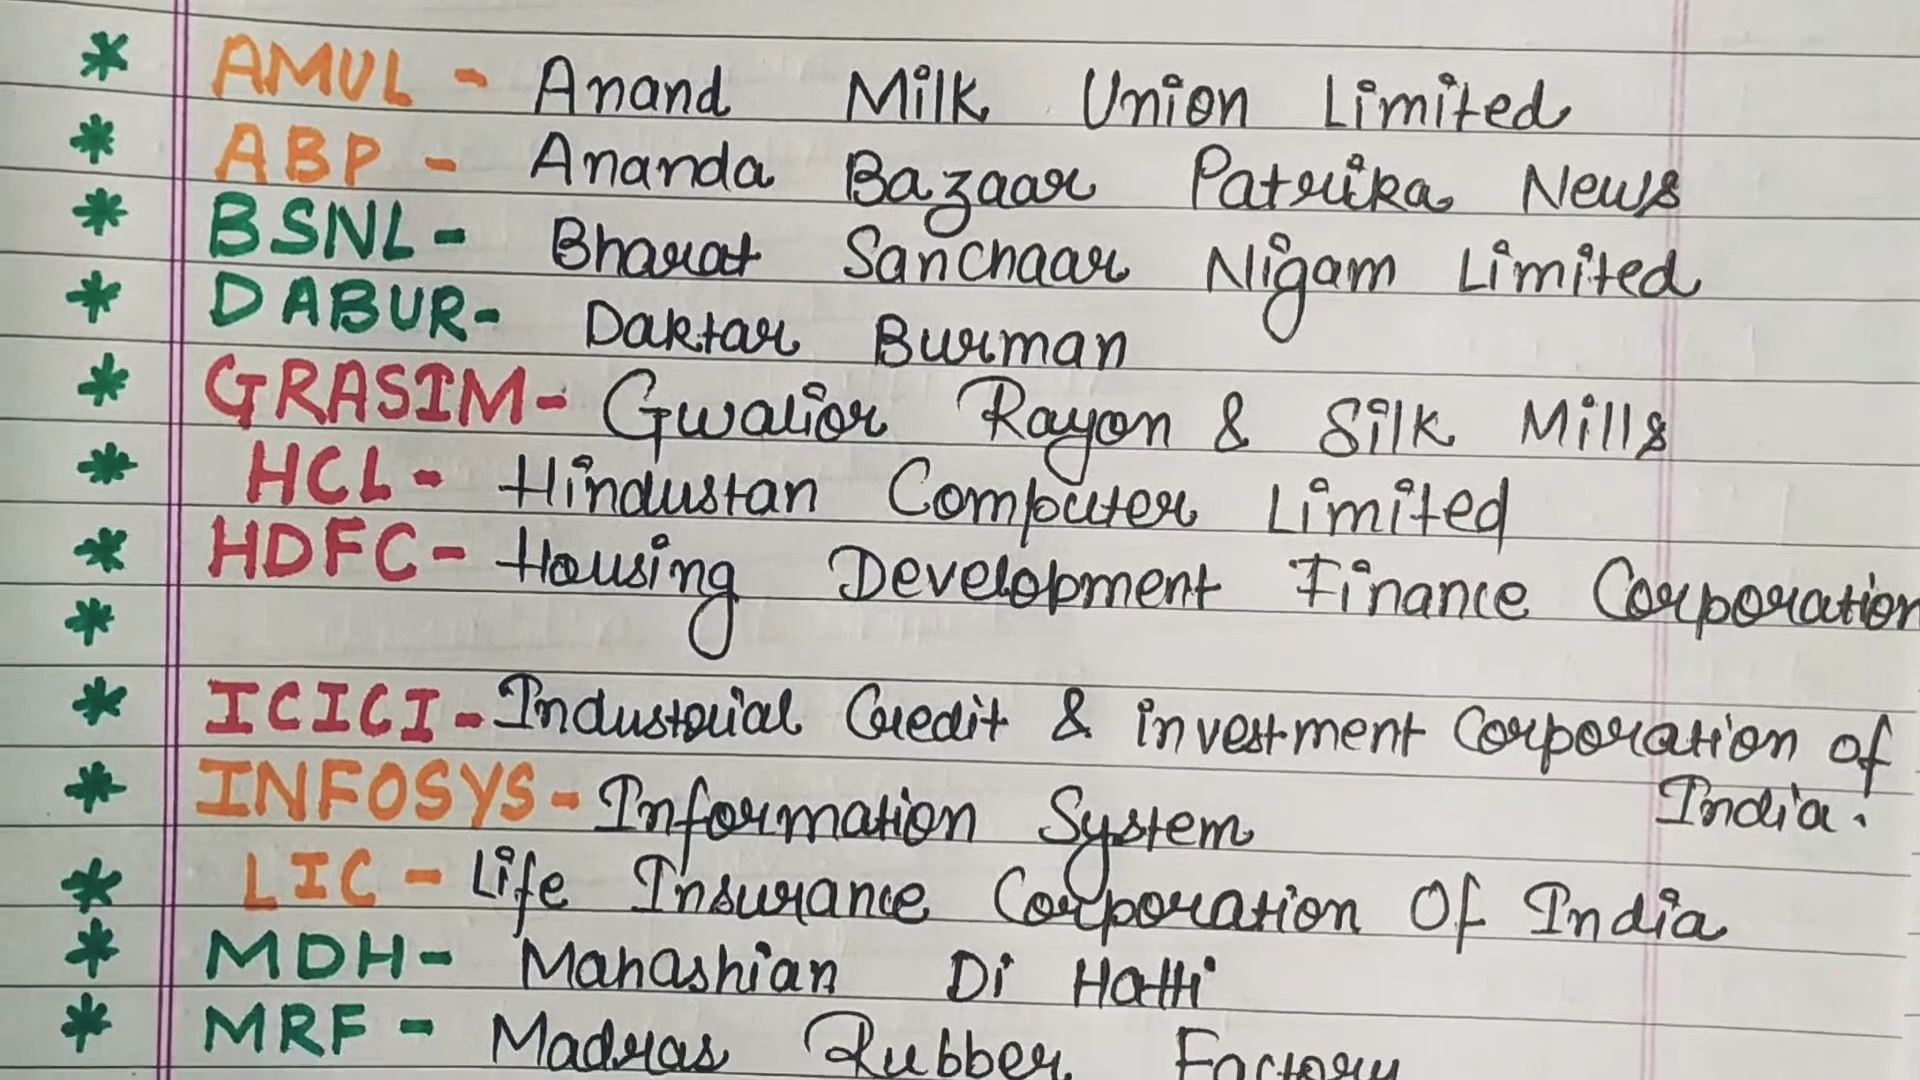 * AMUL - Anand Milk Union Limited
* ABP - Ananda Bazaar Patrika News
* BSNL - Bharat Sanchaar Nigam Limited
* DABUR - Daktar Burman
* GRASIM - Gwalior Rayon & Silk Mills
* HCL - Hindustan Computer Limited
* HDFC - Housing Development Finance Corporation
*
* ICICI - Industrial Credit & investment Corporation of
India.
* INFOSYS - Information System
* LIC - Life Insurance Corporation Of India
* MDH - Mahashian Di Hatti
* MRF - Madras Rubber Factory